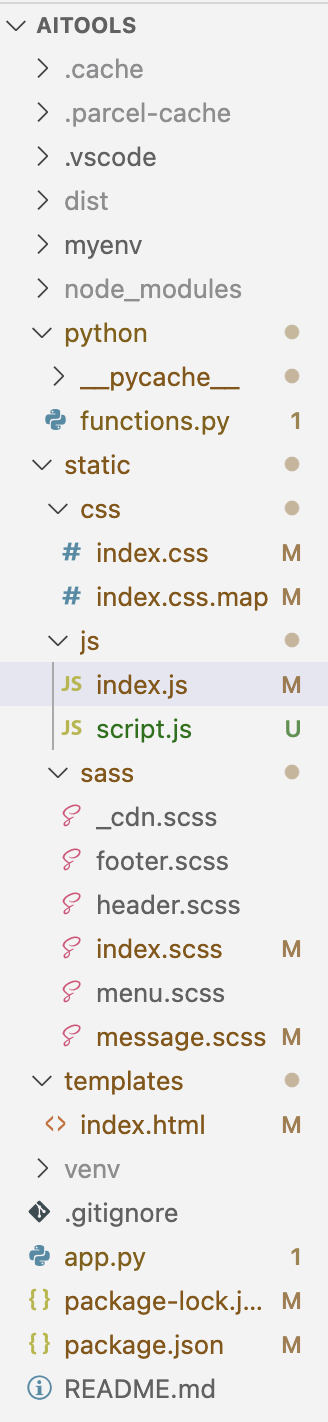 AITOOLS
.cache
.parcel-cache
.vscode
dist
myenv
node_modules
python
__pycache__
functions.py 1
static
css
# index.css M
# index.css.map M
js
JS index.js M
JS script.js U
sass
_cdn.scss
footer.scss
header.scss
index.scss M
menu.scss
message.scss M
templates
<> index.html M
venv
.gitignore
app.py 1
{} package-lock.j... M
{} package.json M
README.md